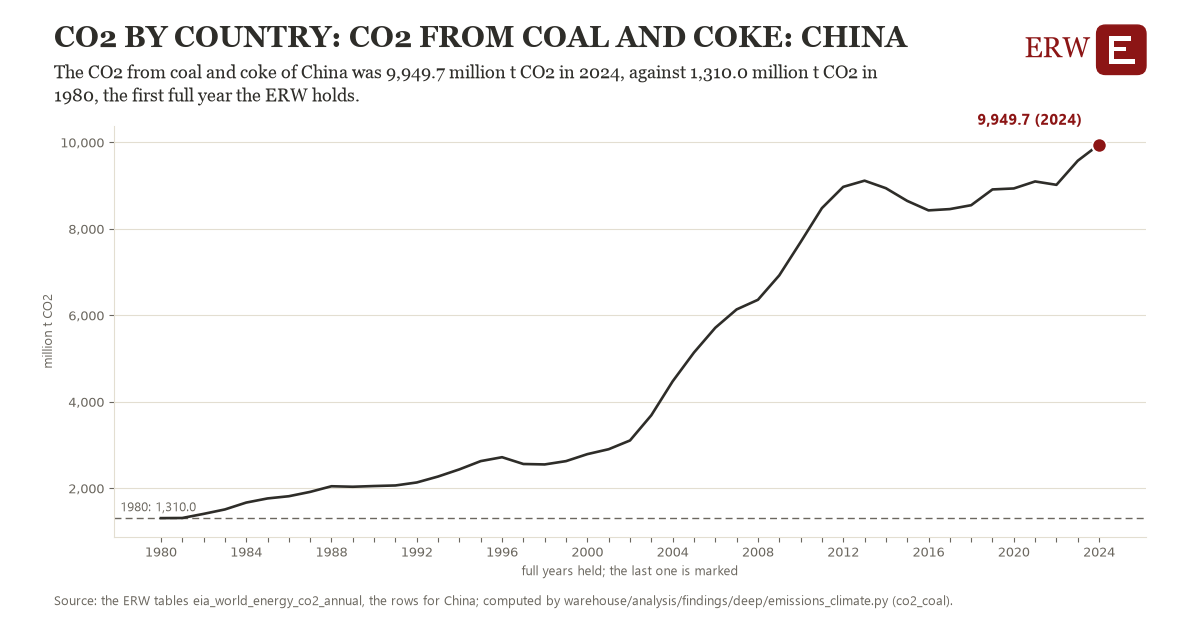 CO2 BY COUNTRY: CO2 FROM COAL AND COKE: CHINA
ERW E
The CO2 from coal and coke of China was 9,949.7 million t CO2 in 2024, against 1,310.0 million t CO2 in
1980, the first full year the ERW holds.
9,949.7 (2024)
10,000
8,000
6,000
4,000
2,000
million t CO2
1980: 1,310.0
1980 1984 1988 1992 1996 2000 2004 2008 2012 2016 2020 2024
full years held; the last one is marked
Source: the ERW tables eia_world_energy_co2_annual, the rows for China; computed by warehouse/analysis/findings/deep/emissions_climate.py (co2_coal).